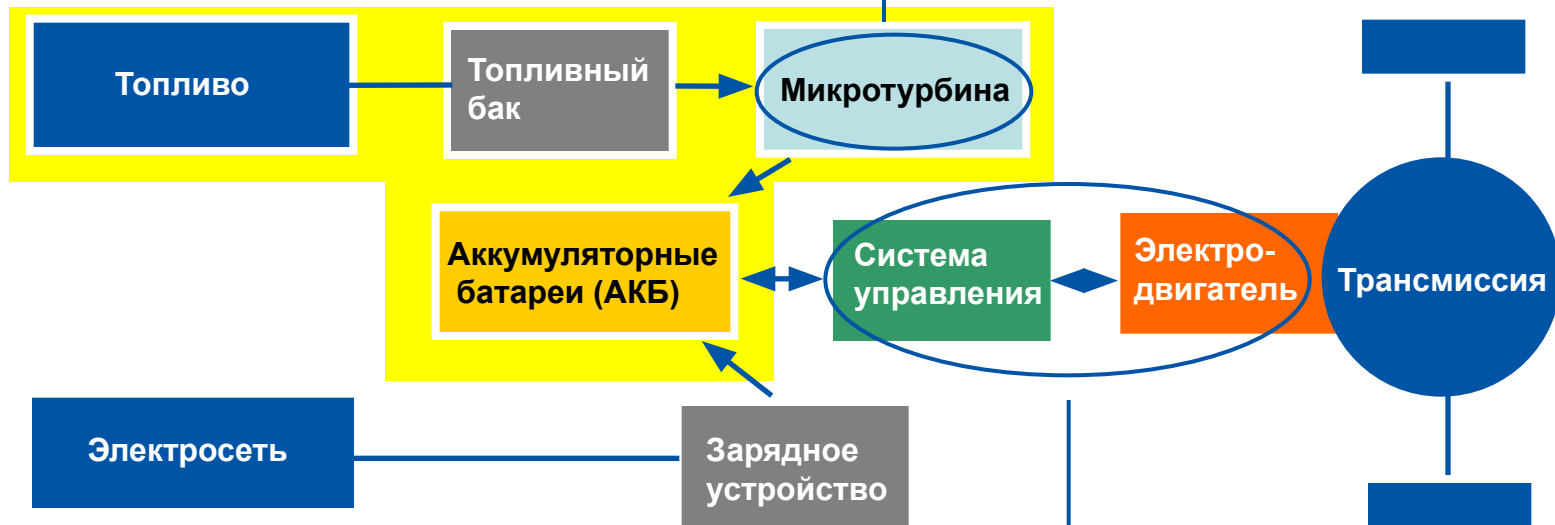 Топливо
Топливный
бак
Микротурбина
Аккумуляторные
батареи (АКБ)
Система
управления
Электро-
двигатель
Трансмиссия
Электросеть
Зарядное
устройство